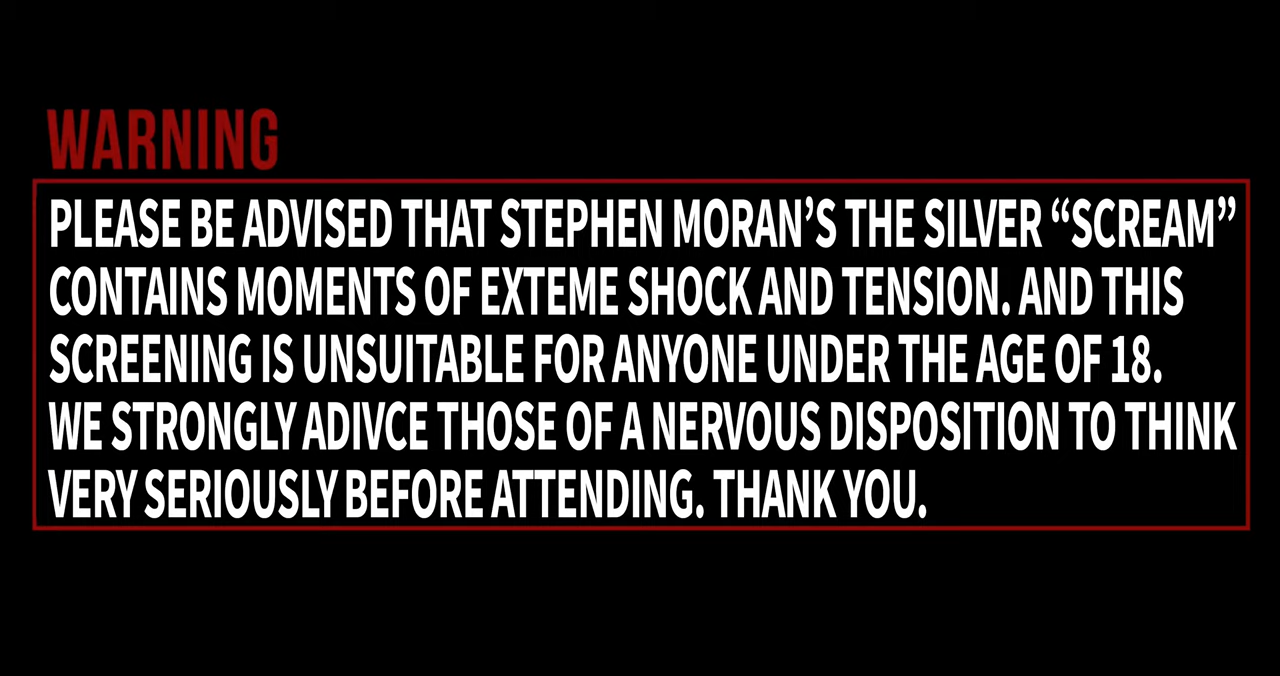 WARNING
PLEASE BE ADVISED THAT STEPHEN MORAN’S THE SILVER “SCREAM”
CONTAINS MOMENTS OF EXTEME SHOCK AND TENSION. AND THIS
SCREENING IS UNSUITABLE FOR ANYONE UNDER THE AGE OF 18.
WE STRONGLY ADIVCE THOSE OF A NERVOUS DISPOSITION TO THINK
VERY SERIOUSLY BEFORE ATTENDING. THANK YOU.